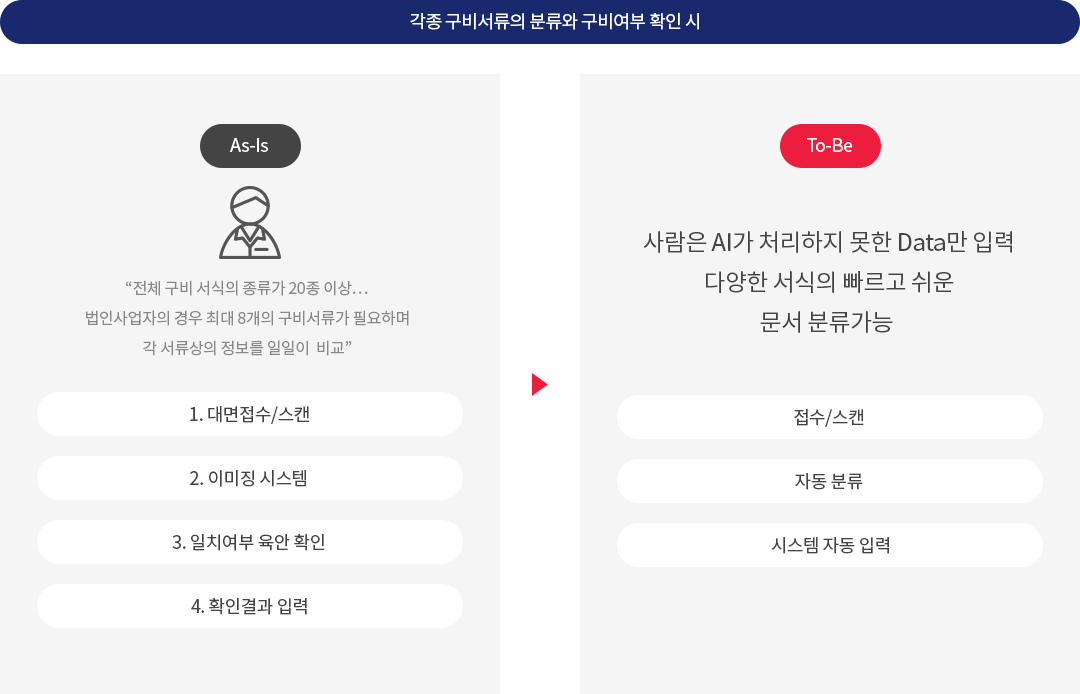 각종 구비서류의 분류와 구비여부 확인 시
As-Is
“전체 구비 서식의 종류가 20종 이상…
법인사업자의 경우 최대 8개의 구비서류가 필요하며
각 서류상의 정보를 일일이 비교”
1. 대면접수/스캔
2. 이미징 시스템
3. 일치여부 육안 확인
4. 확인결과 입력
To-Be
사람은 AI가 처리하지 못한 Data만 입력
다양한 서식의 빠르고 쉬운
문서 분류가능
접수/스캔
자동 분류
시스템 자동 입력